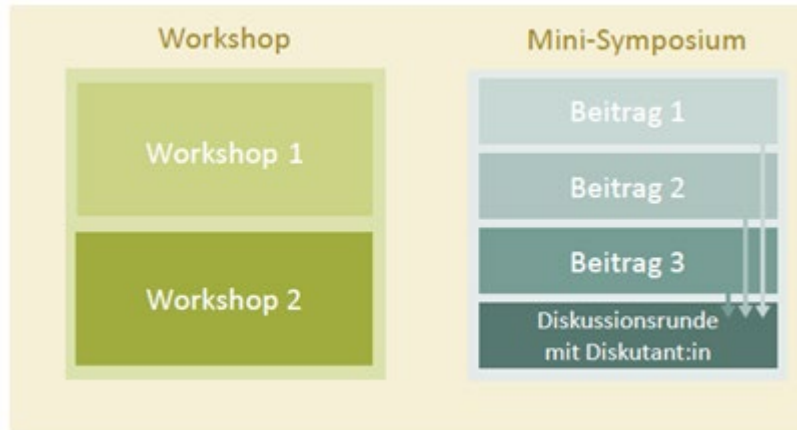 Workshop
Workshop 1
Workshop 2
Mini-Symposium
Beitrag 1
Beitrag 2
Beitrag 3
Diskussionsrunde
mit Diskutant:in